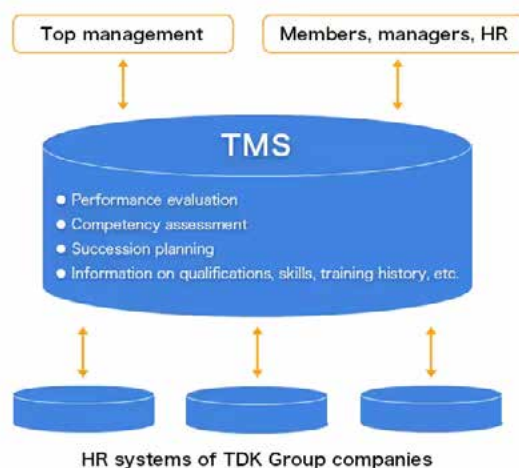 Top management
Members, managers, HR
TMS
● Performance evaluation
● Competency assessment
● Succession planning
● Information on qualifications, skills, training history, etc.
HR systems of TDK Group companies